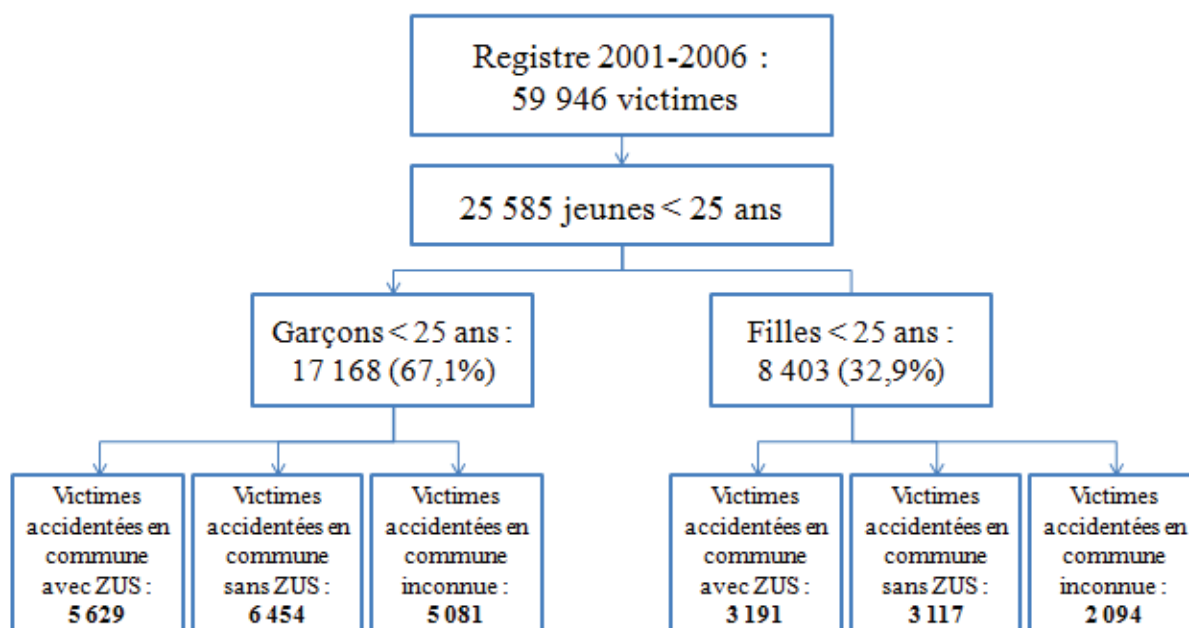 Registre 2001-2006 :
59 946 victimes
25 585 jeunes < 25 ans
Garçons < 25 ans :
17 168 (67,1%)
Filles < 25 ans :
8 403 (32,9%)
Victimes
accidentées en
commune
avec ZUS :
5 629
Victimes
accidentées en
commune
sans ZUS :
6 454
Victimes
accidentées en
commune
inconnue :
5 081
Victimes
accidentées en
commune
avec ZUS :
3 191
Victimes
accidentées en
commune
sans ZUS :
3 117
Victimes
accidentées en
commune
inconnue :
2 094